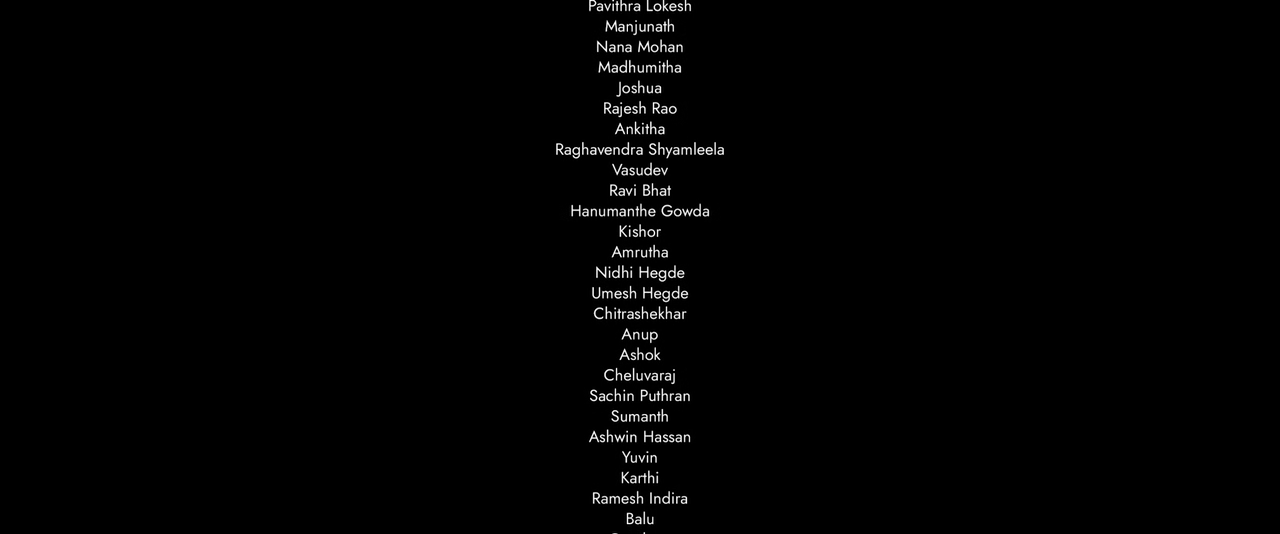 Pavithra Lokesh
Manjunath
Nana Mohan
Madhumitha
Joshua
Rajesh Rao
Ankitha
Raghavendra Shyamleela
Vasudev
Ravi Bhat
Hanumanthe Gowda
Kishor
Amrutha
Nidhi Hegde
Umesh Hegde
Chitrashekhar
Anup
Ashok
Cheluvaraj
Sachin Puthran
Sumanth
Ashwin Hassan
Yuvin
Karthi
Ramesh Indira
Balu